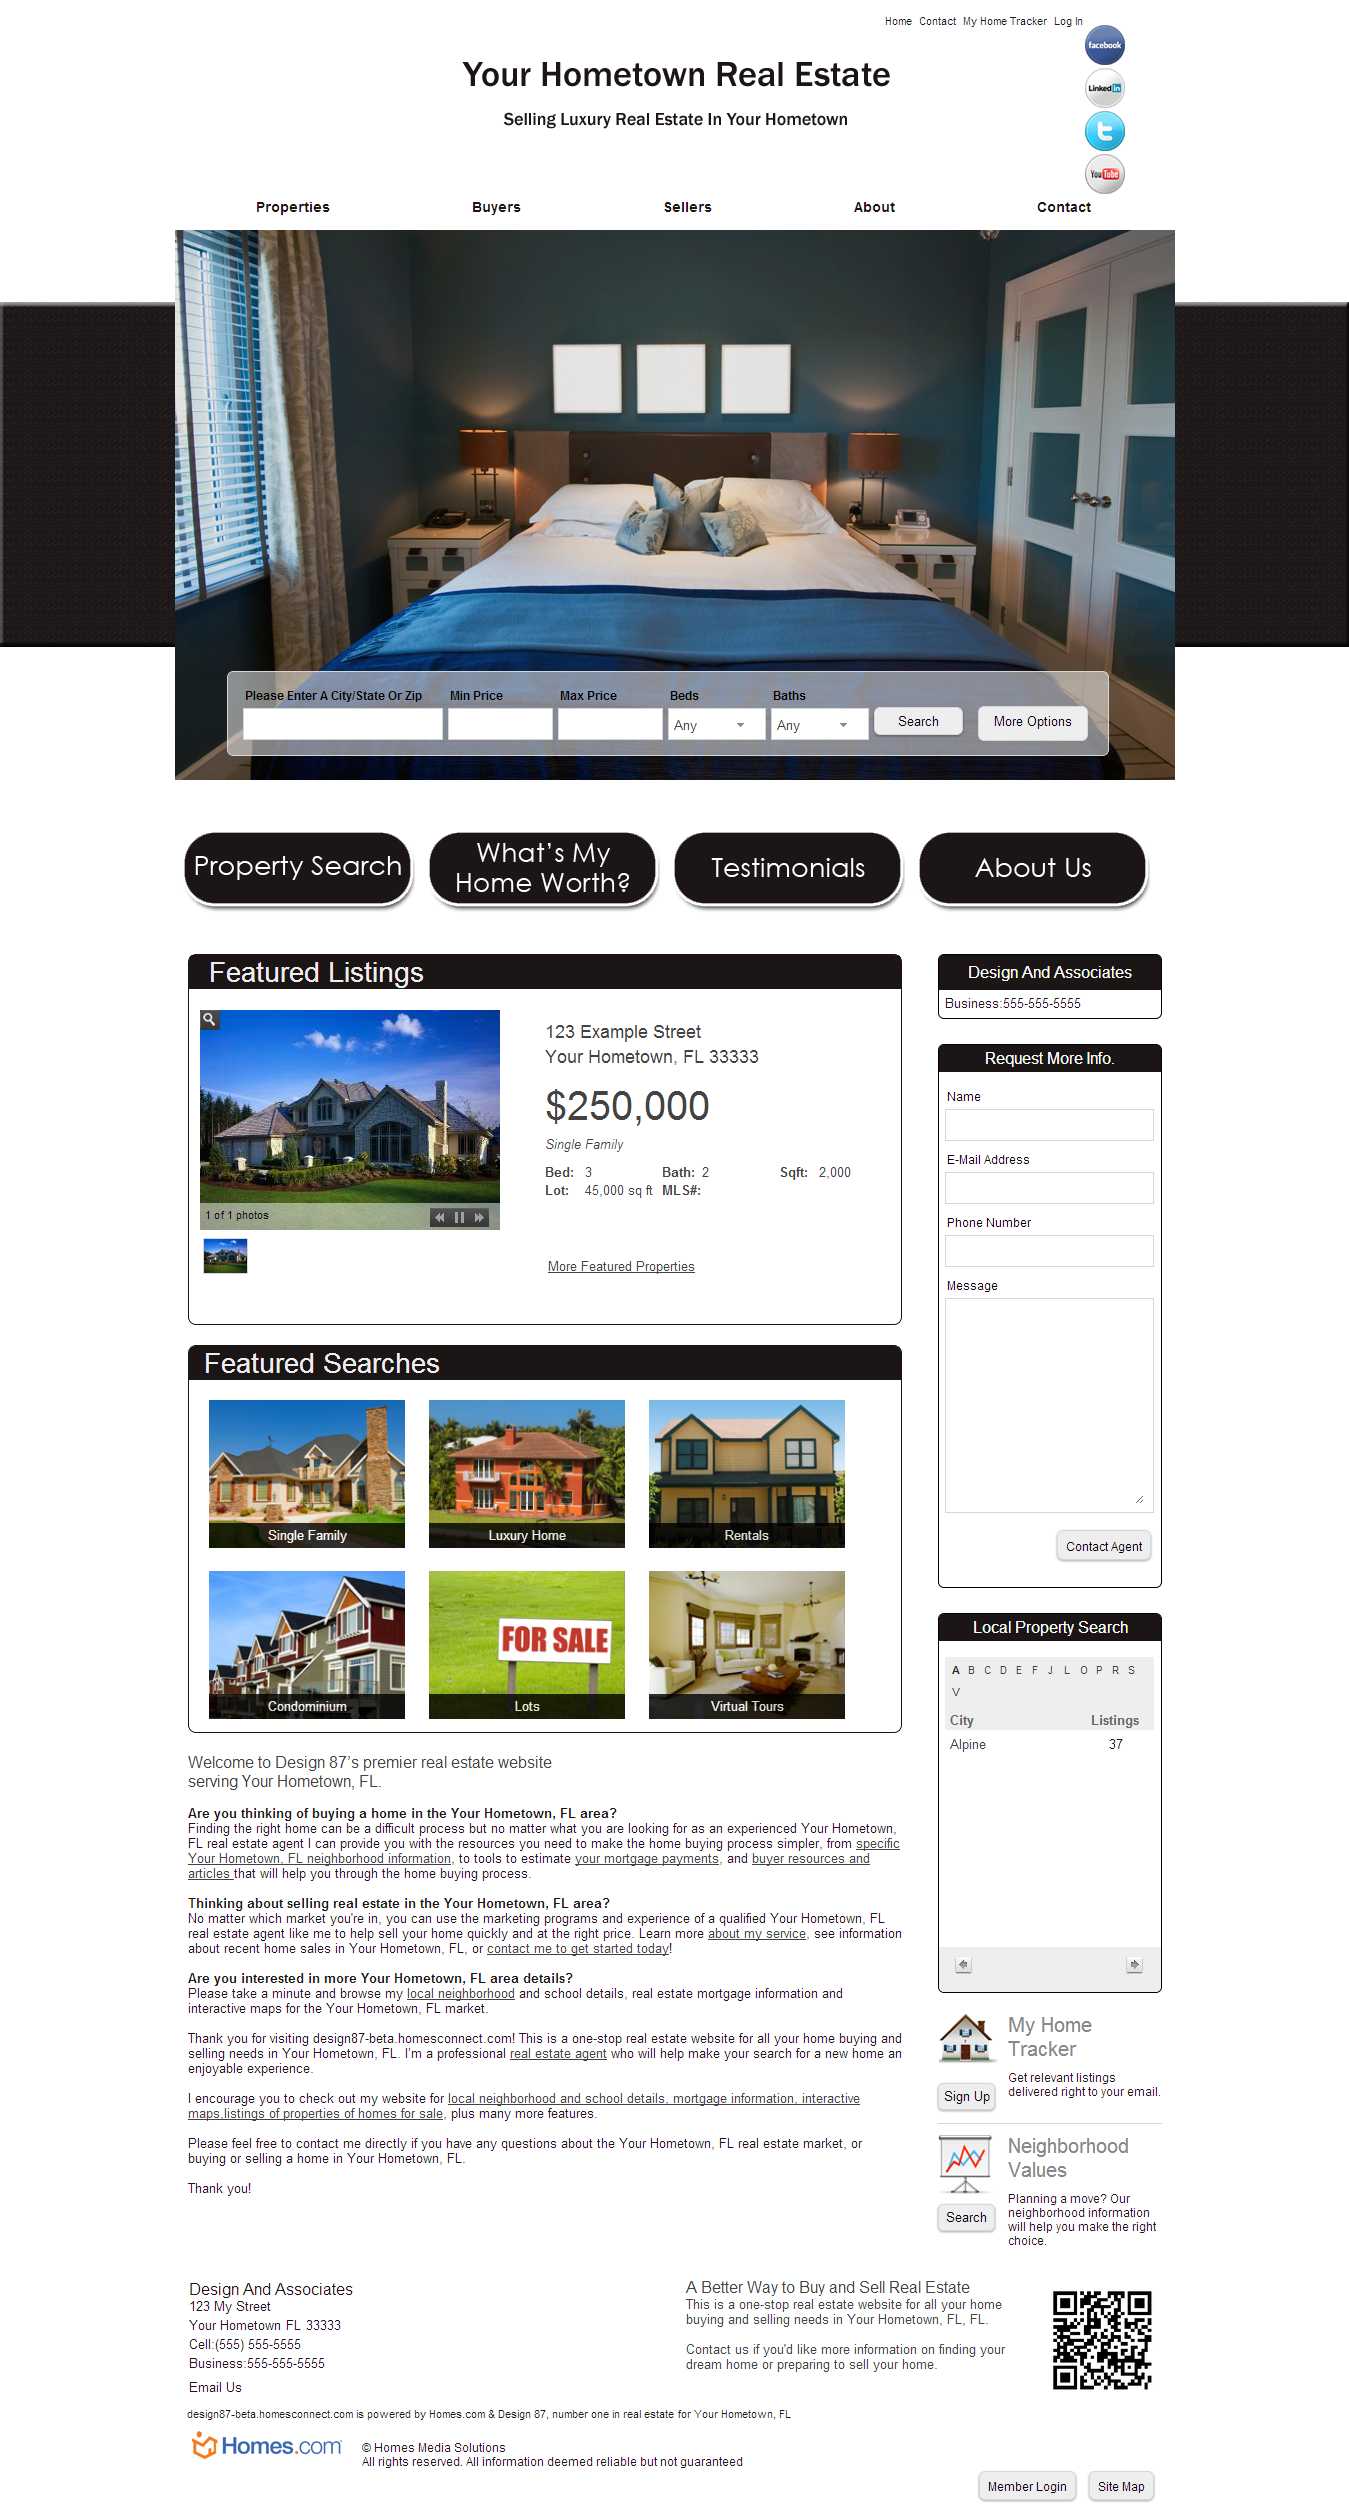 Home Contact My Home Tracker Log In
facebook
Linked in
YouTube
Your Hometown Real Estate
Selling Luxury Real Estate In Your Hometown
Properties Buyers Sellers About Contact
Please Enter A City/State Or Zip Min Price Max Price Beds Baths
Any Any Search More Options
Property Search
What's My
Home Worth?
Testimonials
About Us
Featured Listings
123 Example Street
Your Hometown, FL 33333
$250,000
Single Family
Bed: 3 Bath: 2 Sqft: 2,000
Lot: 45,000 sq ft MLS#:
1 of 1 photos
More Featured Properties
Featured Searches
Single Family Luxury Home Rentals
FOR SALE
Condominium Lots Virtual Tours
Welcome to Design 87's premier real estate website
serving Your Hometown, FL.
Are you thinking of buying a home in the Your Hometown, FL area?
Finding the right home can be a difficult process but no matter what you are looking for as an experienced Your Hometown,
FL real estate agent I can provide you with the resources you need to make the home buying process simpler, from specific
Your Hometown, FL neighborhood information, to tools to estimate your mortgage payments, and buyer resources and
articles that will help you through the home buying process.
Thinking about selling real estate in the Your Hometown, FL area?
No matter which market you're in, you can use the marketing programs and experience of a qualified Your Hometown, FL
real estate agent like me to help sell your home quickly and at the right price. Learn more about my service, see information
about recent home sales in Your Hometown, FL, or contact me to get started today!
Are you interested in more Your Hometown, FL area details?
Please take a minute and browse my local neighborhood and school details, real estate mortgage information and
interactive maps for the Your Hometown, FL market.
Thank you for visiting design87-beta.homesconnect.com! This is a one-stop real estate website for all your home buying and
selling needs in Your Hometown, FL. I'm a professional real estate agent who will help make your search for a new home an
enjoyable experience.
I encourage you to check out my website for local neighborhood and school details, mortgage information, interactive
maps,listings of properties of homes for sale, plus many more features.
Please feel free to contact me directly if you have any questions about the Your Hometown, FL real estate market, or
buying or selling a home in Your Hometown, FL.
Thank you!
Design And Associates
Business:555-555-5555
Request More Info.
Name
E-Mail Address
Phone Number
Message
Contact Agent
Local Property Search
A B C D E F J L O P R S
V
City Listings
Alpine 37
My Home
Tracker
Get relevant listings
delivered right to your email.
Sign Up
Neighborhood
Values
Planning a move? Our
neighborhood information
will help you make the right
choice.
Search
Design And Associates
123 My Street
Your Hometown FL 33333
Cell:(555) 555-5555
Business:555-555-5555
Email Us
A Better Way to Buy and Sell Real Estate
This is a one-stop real estate website for all your home
buying and selling needs in Your Hometown, FL, FL.
Contact us if you'd like more information on finding your
dream home or preparing to sell your home.
design87-beta.homesconnect.com is powered by Homes.com & Design 87, number one in real estate for Your Hometown, FL
Homes.com
© Homes Media Solutions
All rights reserved. All information deemed reliable but not guaranteed
Member Login Site Map